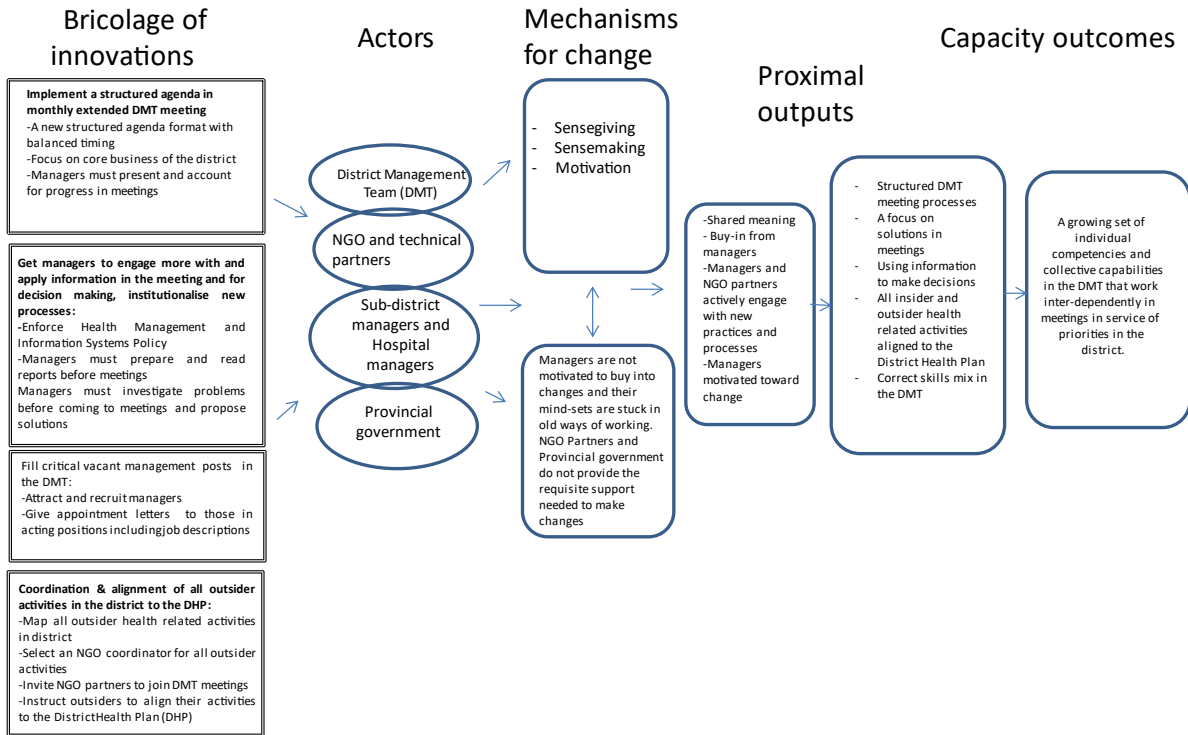 Bricolage of
innovations
Actors
Mechanisms
for change
Proximal
outputs
Capacity outcomes
Implement a structured agenda in
monthly extended DMT meeting
-A new structured agenda format with
balanced timing
-Focus on core business of the district
-Managers must present and account
for progress in meetings
Get managers to engage more with and
apply information in the meeting and for
decision making, institutionalise new
processes:
-Enforce Health Management and
Information Systems Policy
-Managers must prepare and read
reports before meetings
Managers must investigate problems
before coming to meetings and propose
solutions
Fill critical vacant management posts in
the DMT:
-Attract and recruit managers
-Give appointment letters to those in
acting positions including job descriptions
Coordination & alignment of all outsider
activities in the district to the DHP:
-Map all outsider health related activities
in district
-Select an NGO coordinator for all outsider
activities
-Invite NGO partners to join DMT meetings
-Instruct outsiders to align their activities
to the District Health Plan (DHP)
District Management
Team (DMT)
NGO and technical
partners
Sub-district
managers and
Hospital
managers
Provincial
government
- Sensegiving
- Sensemaking
- Motivation
Managers are not
motivated to buy into
changes and their
mind-sets are stuck in
old ways of working.
NGO Partners and
Provincial government
do not provide the
requisite support
needed to make
changes
-Shared meaning
- Buy-in from
managers
-Managers and
NGO partners
actively engage
with new
practices and
processes
-Managers
motivated toward
change
- Structured DMT
meeting processes
- A focus on
solutions in
meetings
- Using information
to make decisions
- All insider and
outsider health
related activities
aligned to the
District Health Plan
- Correct skills mix in
the DMT
A growing set of
individual
competencies and
collective capabilities
in the DMT that work
inter-dependently in
meetings in service of
priorities in the
district.